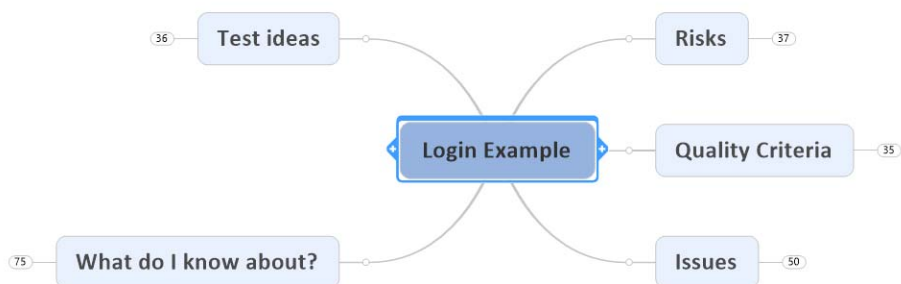 36
Test ideas
Risks
37
Login Example
Quality Criteria
35
75
What do I know about?
Issues
50